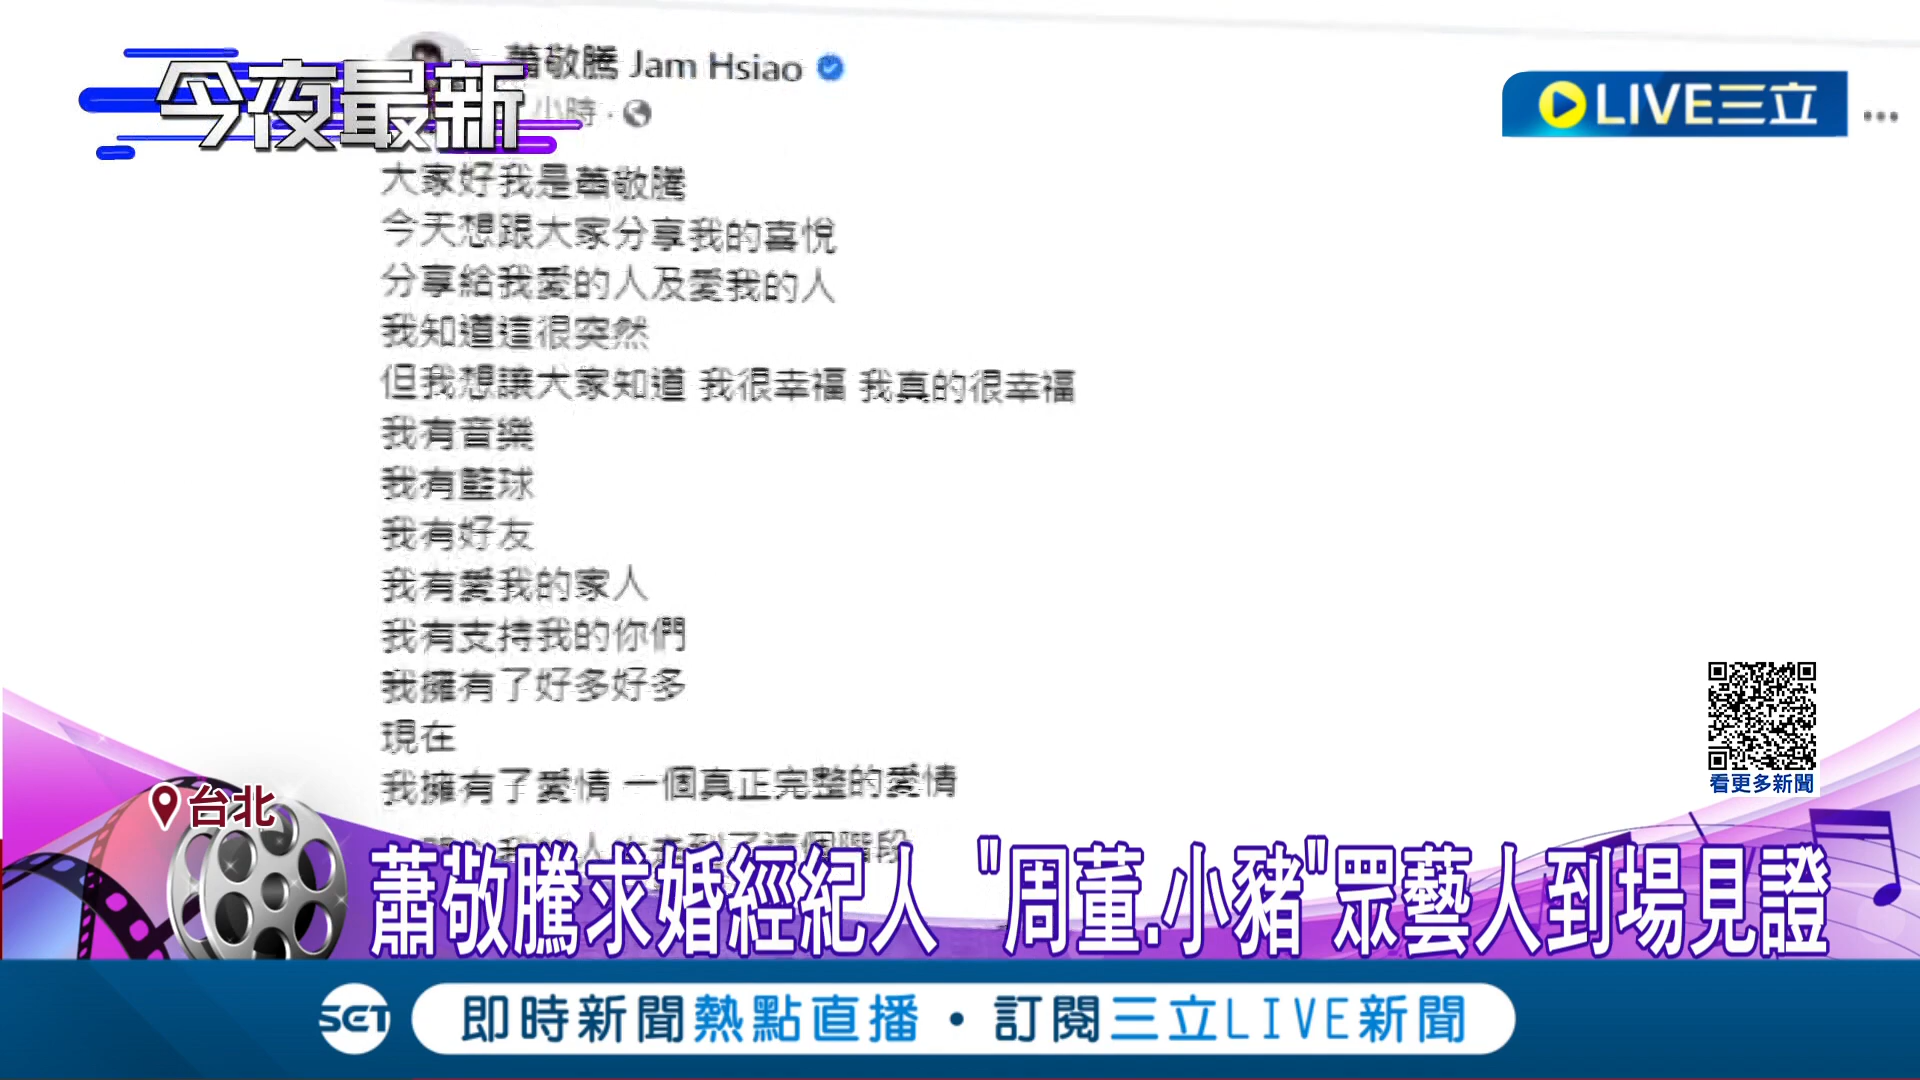 蕭敬騰 Jam Hsiao
今夜最新
小時
LIVE三立
大家好我是蕭敬騰
今天想跟大家分享我的喜悅
分享給我愛的人及愛我的人
我知道這很突然
但我想讓大家知道 我很幸福 我真的很幸福
我有音樂
我有籃球
我有好友
我有愛我的家人
我有支持我的你們
我擁有了好多好多
現在
我擁有了愛情 一個真正完整的愛情
看更多新聞
台北
到了這個階段
蕭敬騰求婚經紀人 "周董.小豬"眾藝人到場見證
SET 即時新聞熱點直播・訂閱三立LIVE新聞